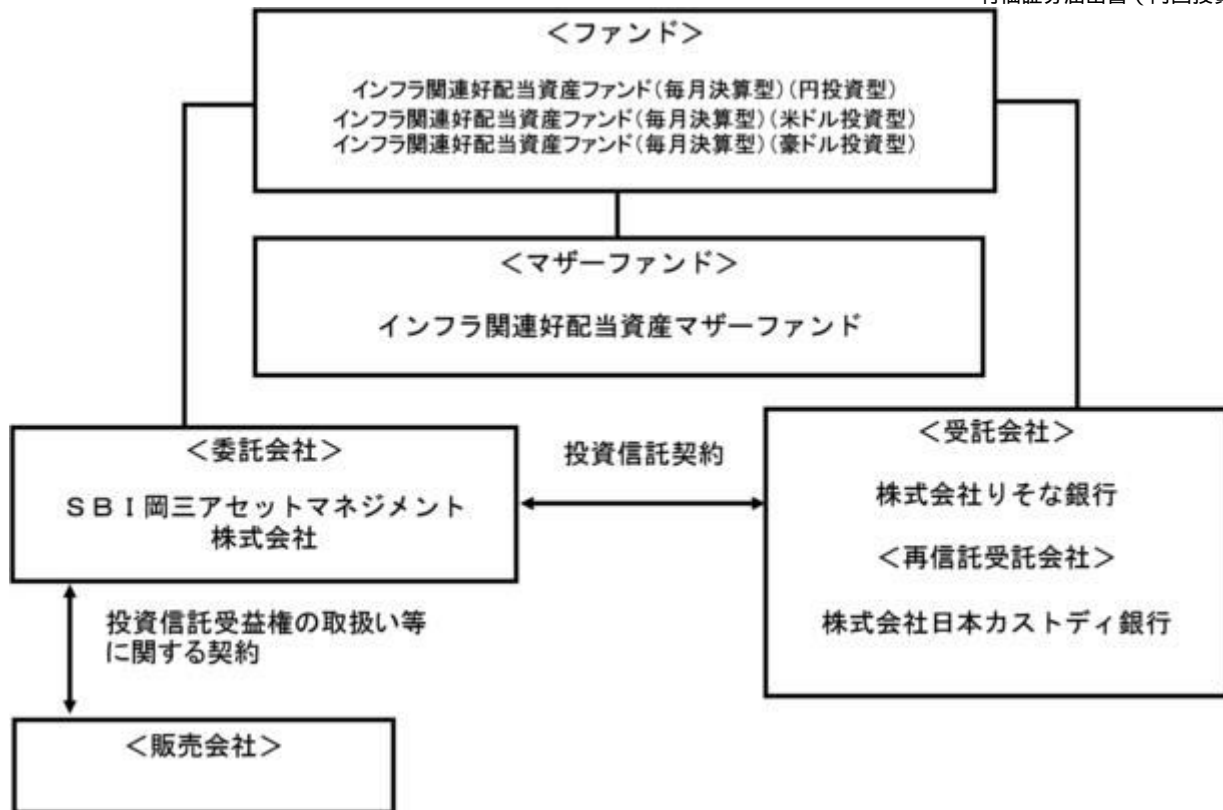 ＜ファンド＞
インフラ関連好配当資産ファンド（毎月決算型）（円投資型）
インフラ関連好配当資産ファンド（毎月決算型）（米ドル投資型）
インフラ関連好配当資産ファンド（毎月決算型）（豪ドル投資型）
＜マザーファンド＞
インフラ関連好配当資産マザーファンド
＜委託会社＞
ＳＢＩ岡三アセットマネジメント
株式会社
投資信託契約
＜受託会社＞
株式会社りそな銀行
＜再信託受託会社＞
株式会社日本カストディ銀行
投資信託受益権の取扱い等
に関する契約
＜販売会社＞